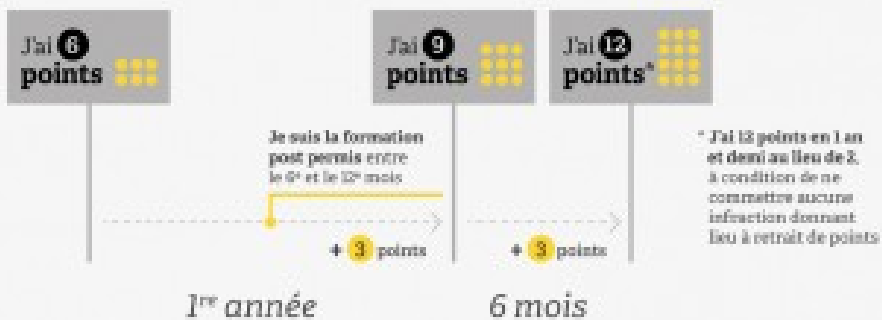 J'ai 6
points
J'ai 9
points
J'ai 12
points*
Je suis la formation
post permis entre
le 6e et le 12e mois
* J'ai 12 points en 1 an
et demi au lieu de 2,
à condition de ne
commettre aucune
infraction donnant
lieu à retrait de points
+ 3 points
+ 3 points
1re année
6 mois